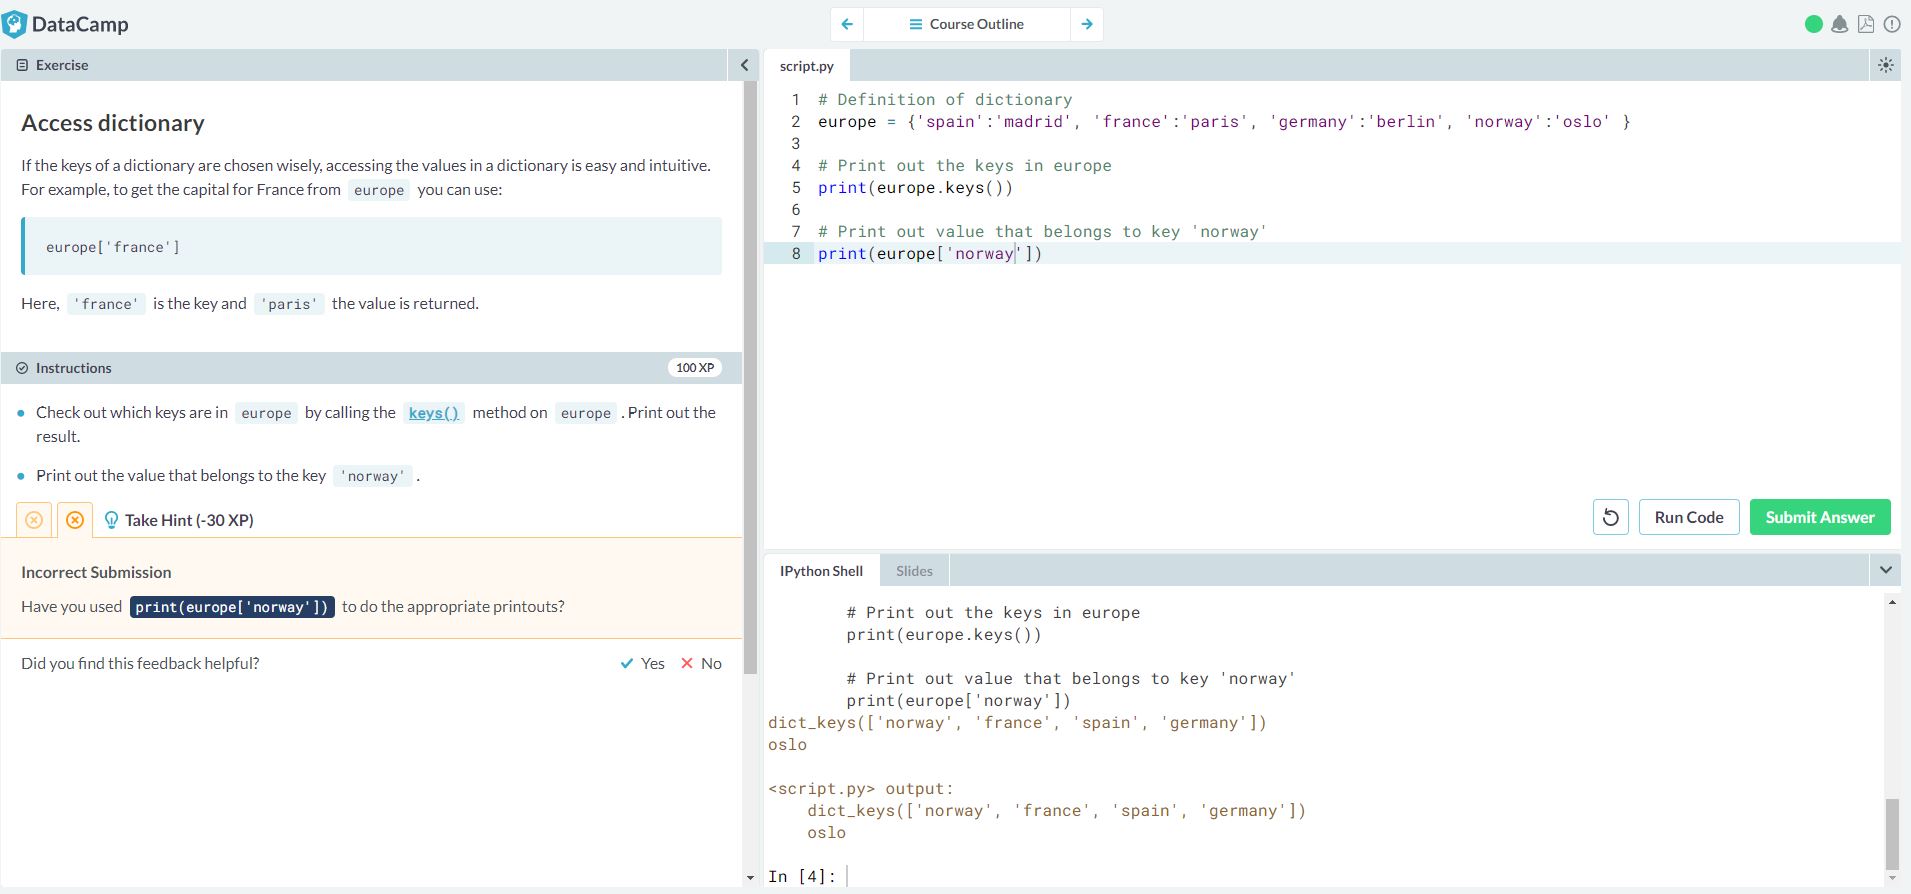 DataCamp
Course Outline
Exercise
Access dictionary
If the keys of a dictionary are chosen wisely, accessing the values in a dictionary is easy and intuitive.
For example, to get the capital for France from europe you can use:
europe['france']
Here, 'france' is the key and 'paris' the value is returned.
Instructions
100 XP
Check out which keys are in europe by calling the keys() method on europe . Print out the
result.
Print out the value that belongs to the key 'norway' .
Take Hint (-30 XP)
Incorrect Submission
Have you used print(europe['norway']) to do the appropriate printouts?
Did you find this feedback helpful?
Yes
No
script.py
1 # Definition of dictionary
2 europe = {'spain':'madrid', 'france':'paris', 'germany':'berlin', 'norway':'oslo' }
3
4 # Print out the keys in europe
5 print(europe.keys())
6
7 # Print out value that belongs to key 'norway'
8 print(europe['norway'])
Run Code
Submit Answer
IPython Shell
Slides
# Print out the keys in europe
print(europe.keys())
# Print out value that belongs to key 'norway'
print(europe['norway'])
dict_keys(['norway', 'france', 'spain', 'germany'])
oslo
<script.py> output:
dict_keys(['norway', 'france', 'spain', 'germany'])
oslo
In [4]: